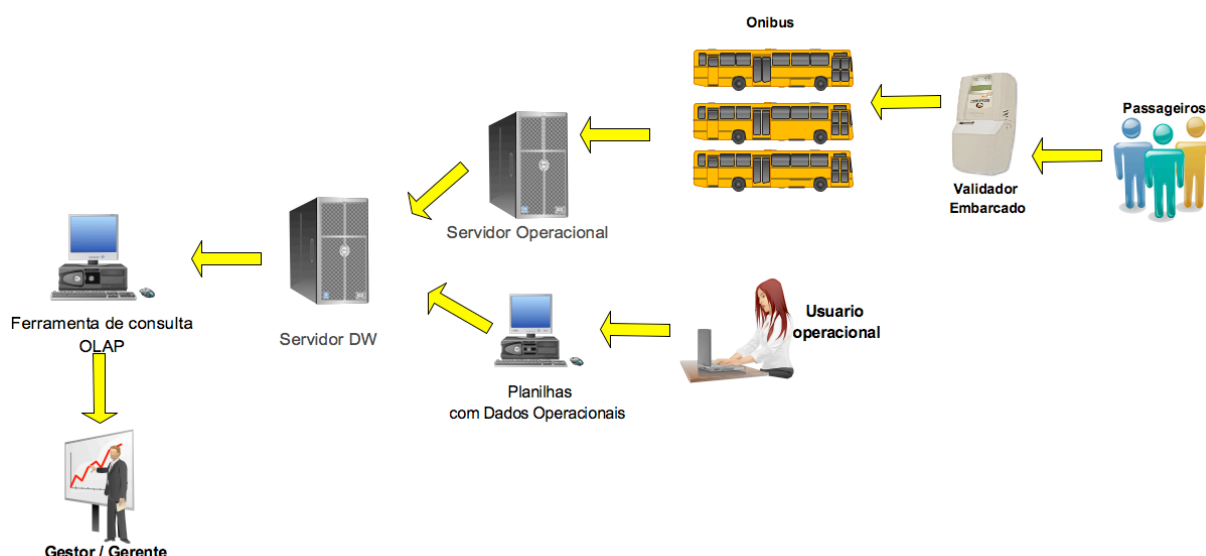 Onibus
Passageiros
Validador
Embarcado
Servidor Operacional
Ferramenta de consulta
OLAP
Servidor DW
Usuario
operacional
Planilhas
com Dados Operacionais
Gestor / Gerente